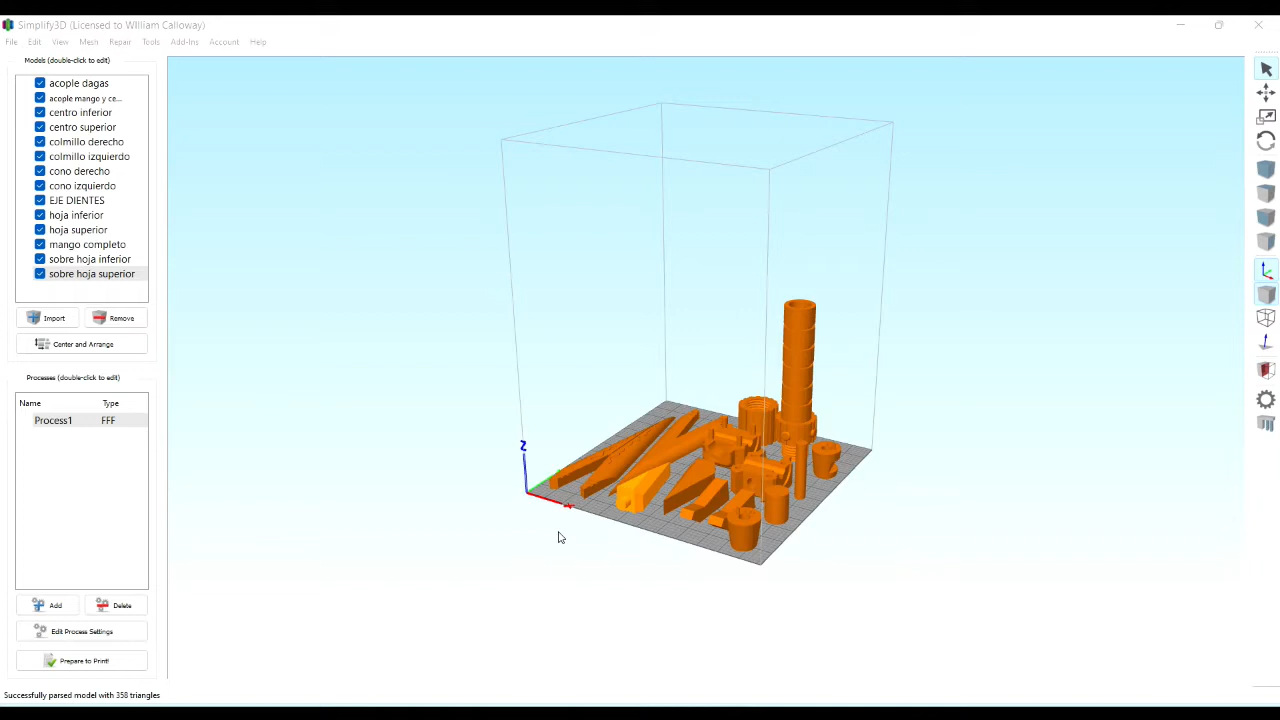 Simplify3D (Licensed to William Calloway)
File Edit View Mesh Repair Tools Add-Ins Account Help
Models (double-click to edit)
acople dagas
acople mango y ce...
centro inferior
centro superior
colmillo derecho
colmillo izquierdo
cono derecho
cono izquierdo
EJE DIENTES
hoja inferior
hoja superior
mango completo
sobre hoja inferior
sobre hoja superior
Import Remove
Center and Arrange
Processes (double-click to edit)
Name Type
Process1 FFF
Add Delete
Edit Process Settings
Prepare to Print!
Z
Successfully parsed model with 358 triangles